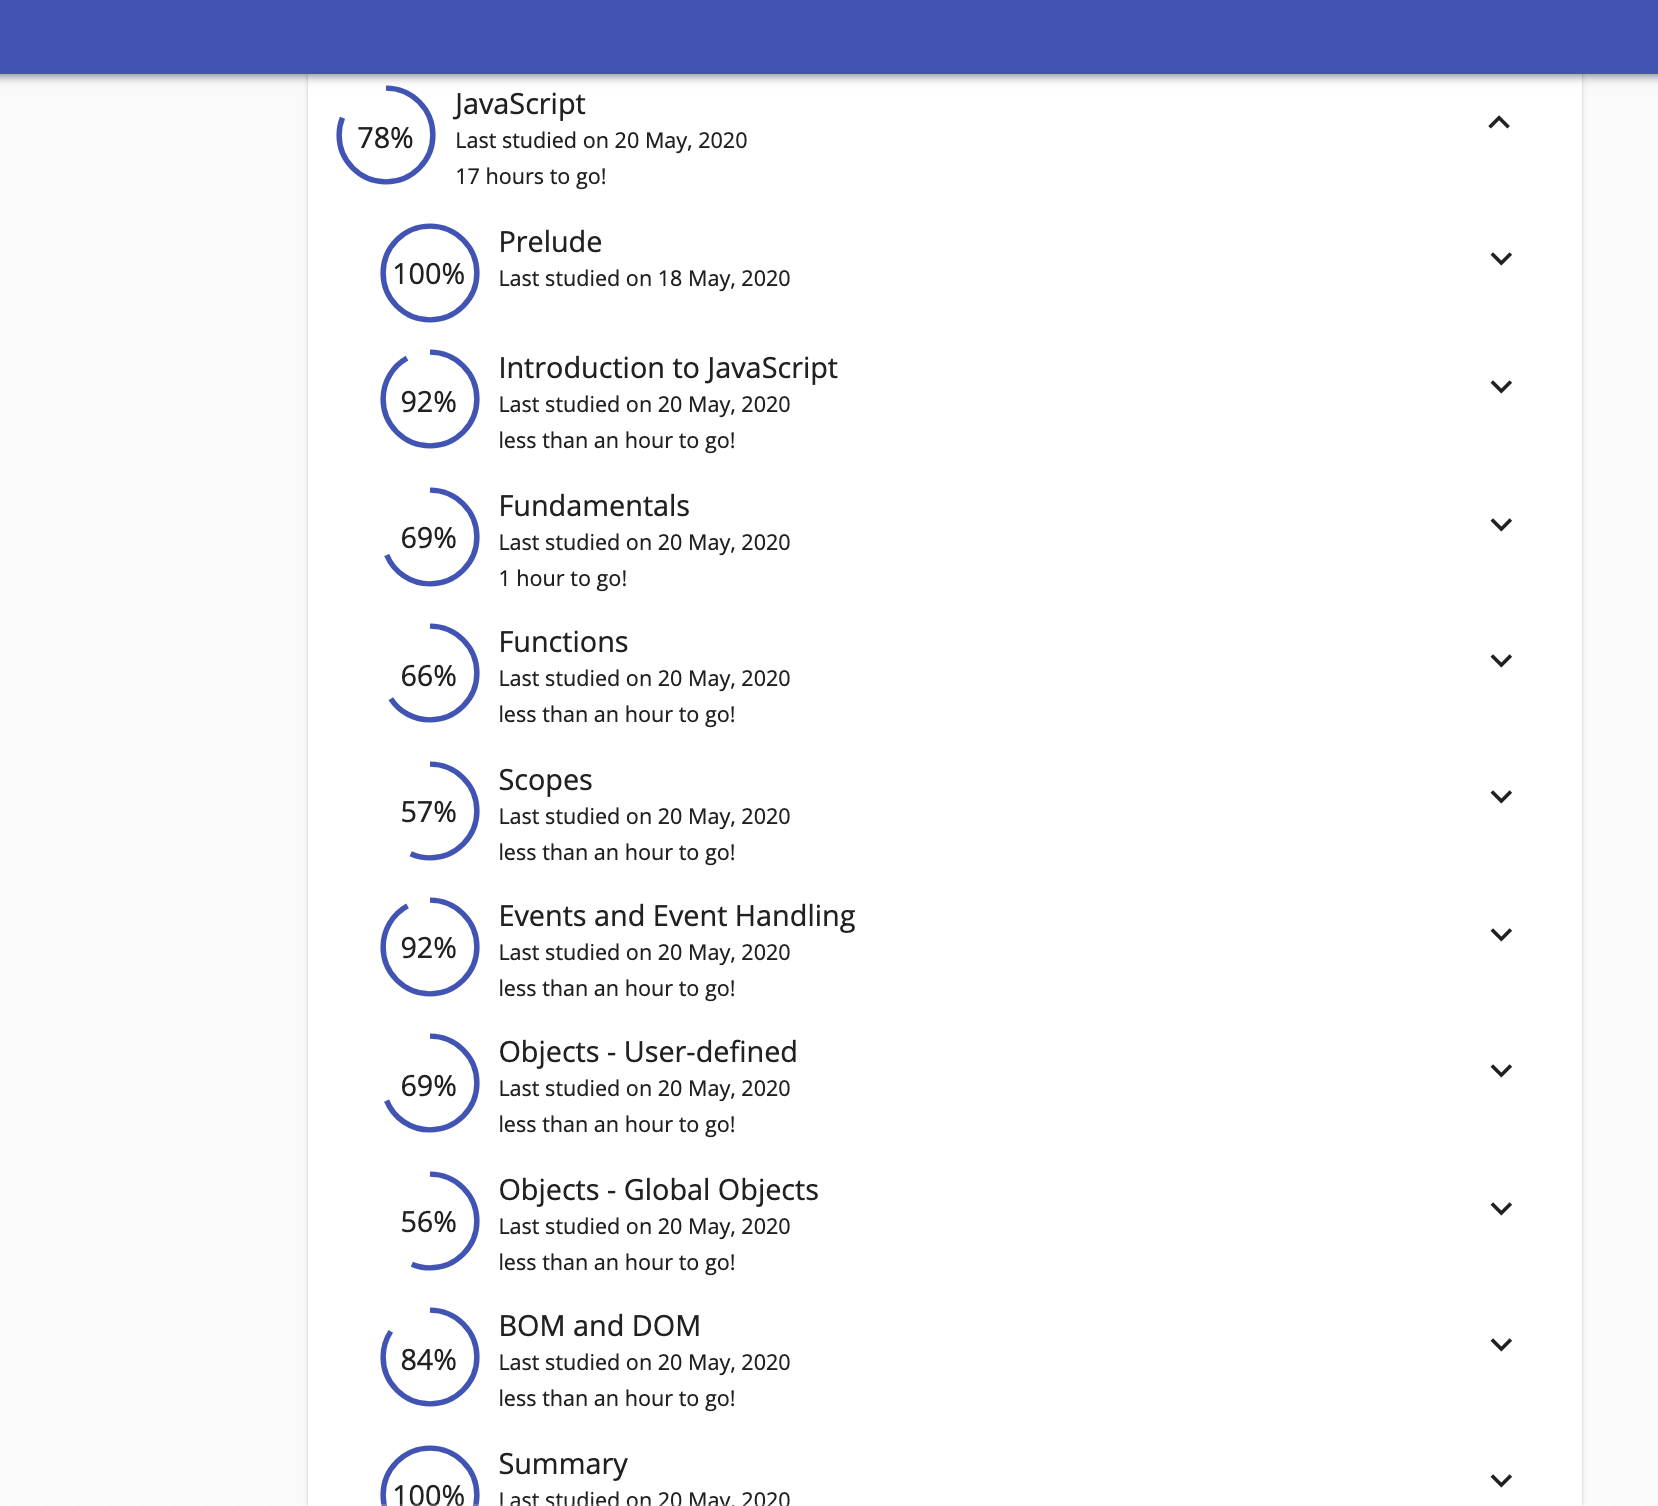 JavaScript
78%
Last studied on 20 May, 2020
17 hours to go!
Prelude
100%
Last studied on 18 May, 2020
Introduction to JavaScript
92%
Last studied on 20 May, 2020
less than an hour to go!
Fundamentals
69%
Last studied on 20 May, 2020
1 hour to go!
Functions
66%
Last studied on 20 May, 2020
less than an hour to go!
Scopes
57%
Last studied on 20 May, 2020
less than an hour to go!
Events and Event Handling
92%
Last studied on 20 May, 2020
less than an hour to go!
Objects - User-defined
69%
Last studied on 20 May, 2020
less than an hour to go!
Objects - Global Objects
56%
Last studied on 20 May, 2020
less than an hour to go!
BOM and DOM
84%
Last studied on 20 May, 2020
less than an hour to go!
Summary
100%
Last studied on 20 May, 2020